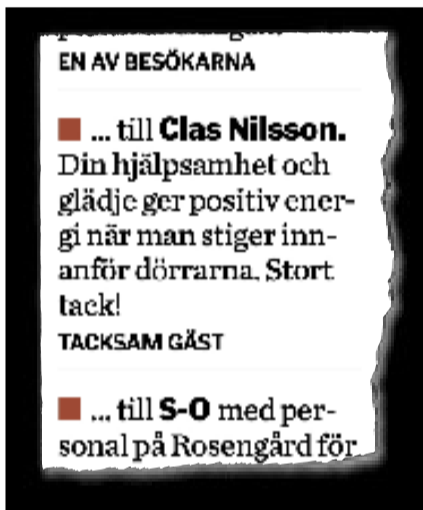 EN AV BESÖKARNA
... till Clas Nilsson.
Din hjälpsamhet och
glädje ger positiv ener-
gi när man stiger inn-
anför dörrarna. Stort
tack!
TACKSAM GÄST
... till S-O med per-
sonal på Rosengård för